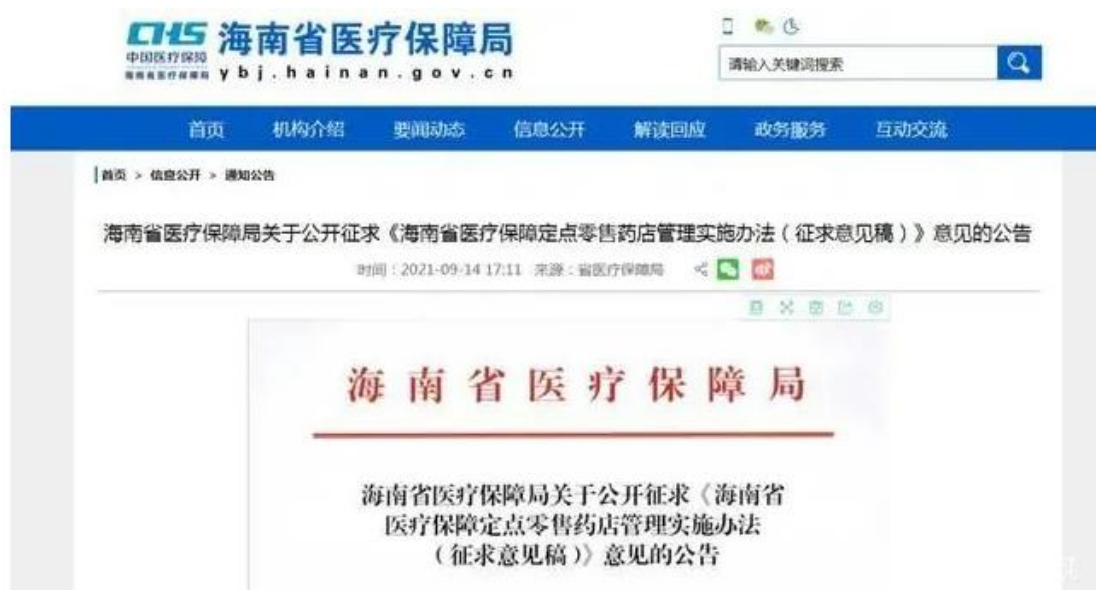 CHS 海南省医疗保障局
中国医疗保障
海南省医疗保障局 ybj.hainan.gov.cn
请输入关键词搜索
首页 机构介绍 要闻动态 信息公开 解读回应 政务服务 互动交流
首页 > 信息公开 > 通知公告
海南省医疗保障局关于公开征求《海南省医疗保障定点零售药店管理实施办法（征求意见稿）》意见的公告
时间：2021-09-14 17:11 来源：省医疗保障局
海南省医疗保障局
海南省医疗保障局关于公开征求《海南省
医疗保障定点零售药店管理实施办法
（征求意见稿）》意见的公告